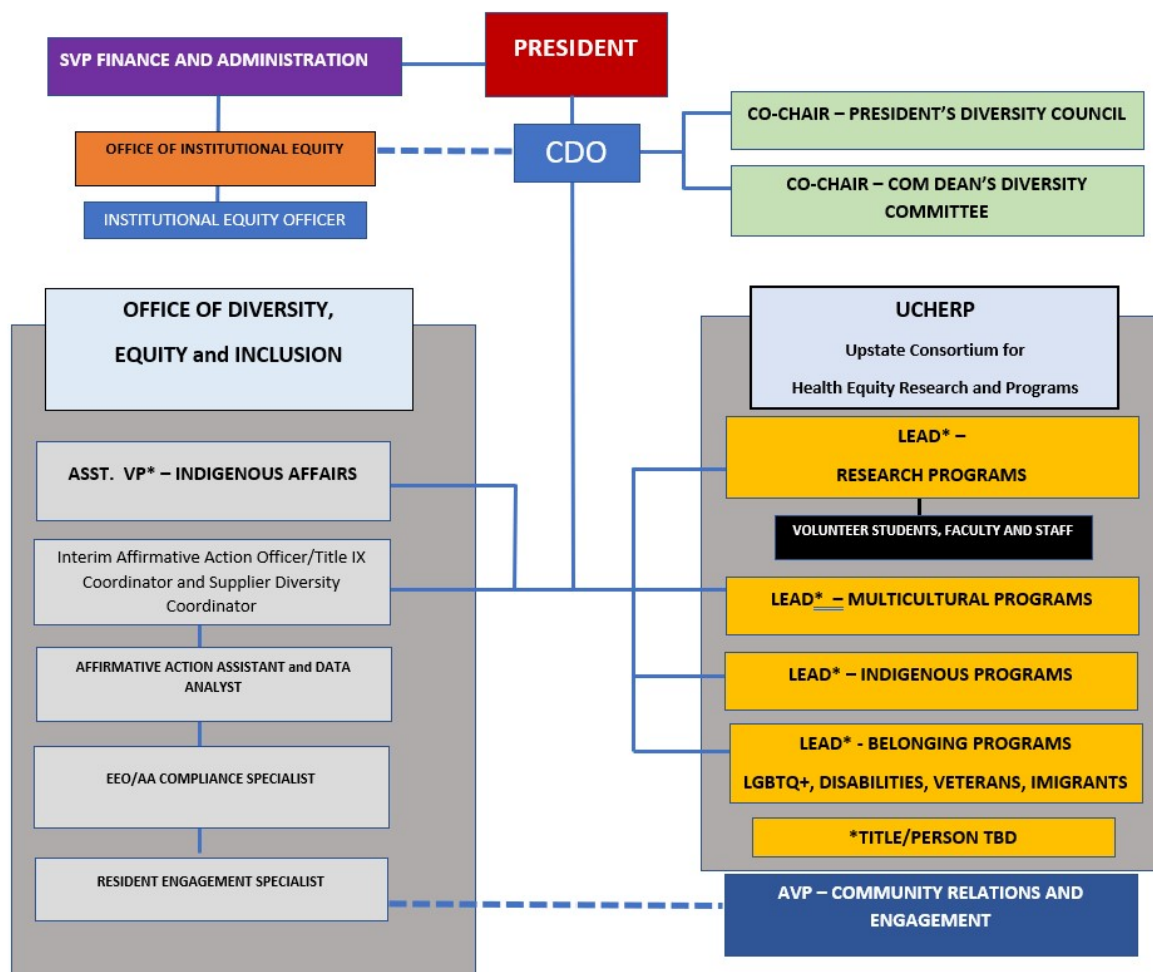 PRESIDENT
SVP FINANCE AND ADMINISTRATION
CO-CHAIR – PRESIDENT'S DIVERSITY COUNCIL
OFFICE OF INSTITUTIONAL EQUITY
CDO
CO-CHAIR – COM DEAN'S DIVERSITY
COMMITTEE
INSTITUTIONAL EQUITY OFFICER
OFFICE OF DIVERSITY,
EQUITY and INCLUSION
ASST. VP* – INDIGENOUS AFFAIRS
Interim Affirmative Action Officer/Title IX
Coordinator and Supplier Diversity
Coordinator
AFFIRMATIVE ACTION ASSISTANT and DATA
ANALYST
EEO/AA COMPLIANCE SPECIALIST
RESIDENT ENGAGEMENT SPECIALIST
UCHERP
Upstate Consortium for
Health Equity Research and Programs
LEAD* –
RESEARCH PROGRAMS
VOLUNTEER STUDENTS, FACULTY AND STAFF
LEAD* – MULTICULTURAL PROGRAMS
LEAD* – INDIGENOUS PROGRAMS
LEAD* - BELONGING PROGRAMS
LGBTQ+, DISABILITIES, VETERANS, IMIGRANTS
*TITLE/PERSON TBD
AVP – COMMUNITY RELATIONS AND
ENGAGEMENT